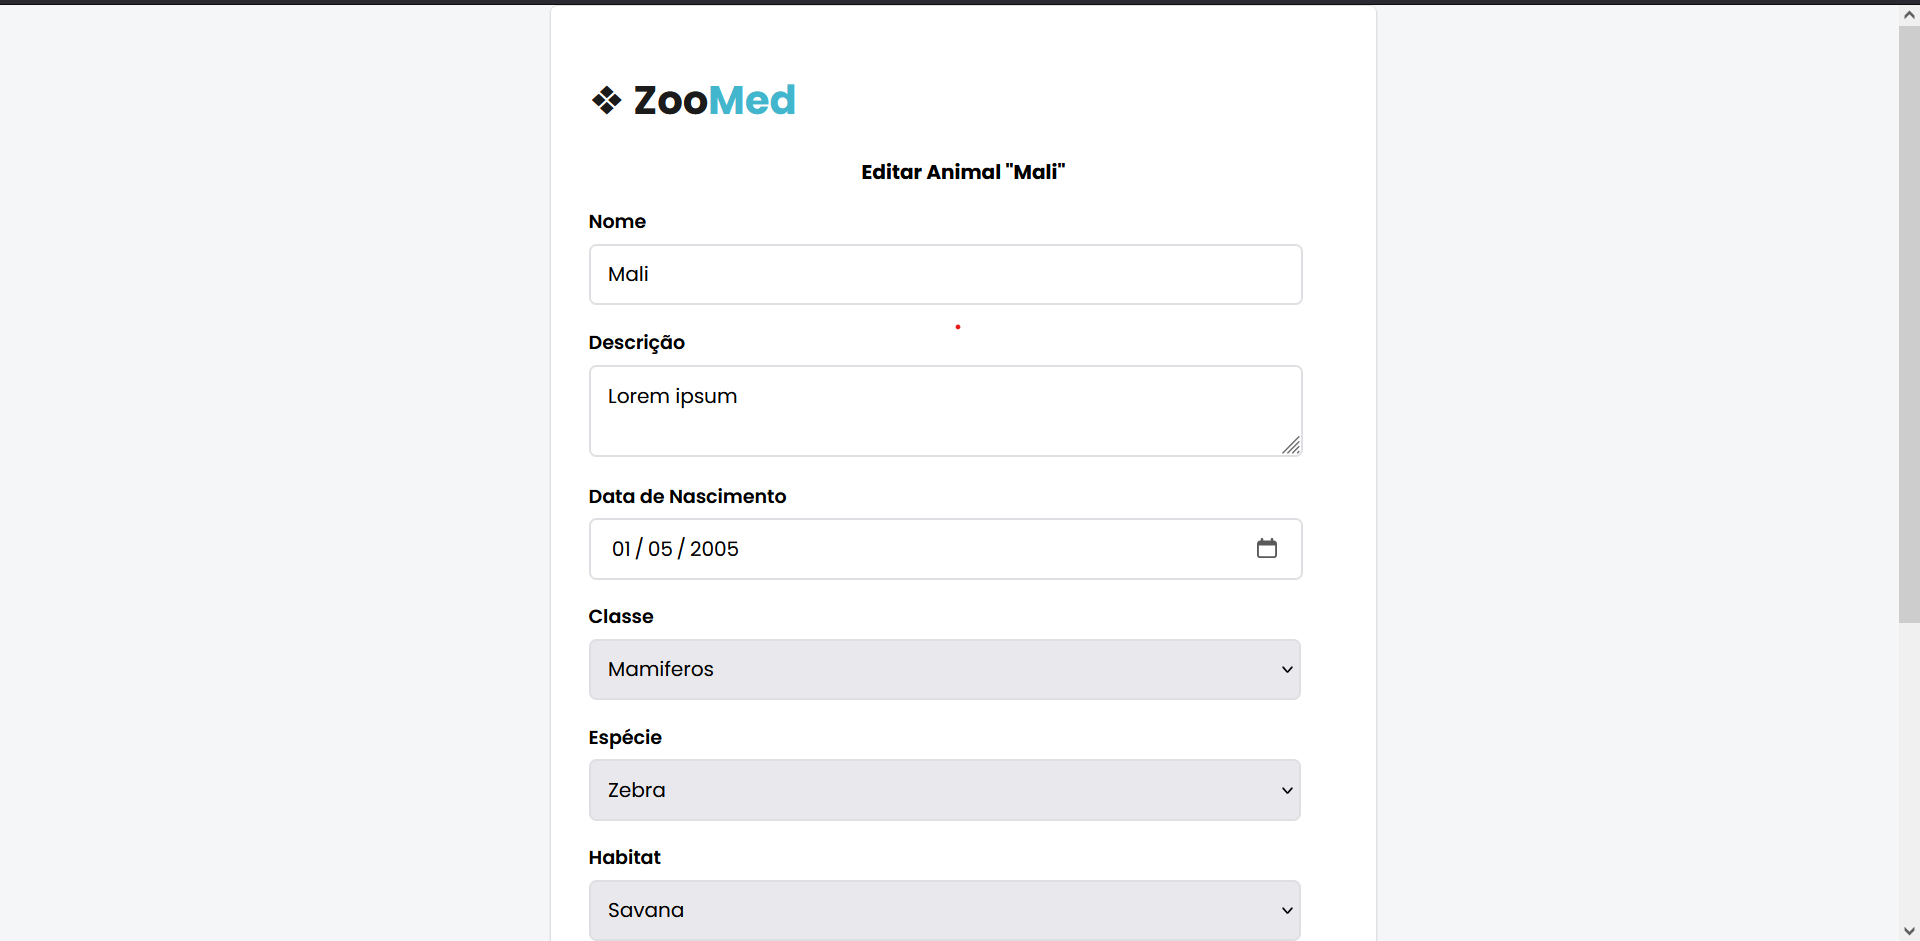 ❖ ZooMed
Editar Animal "Mali"
Nome
Mali
Descrição
Lorem ipsum
Data de Nascimento
01 / 05 / 2005
Classe
Mamiferos
Espécie
Zebra
Habitat
Savana